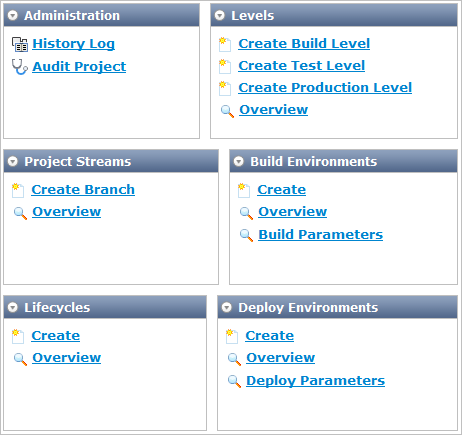 Administration
History Log
Audit Project
Levels
Create Build Level
Create Test Level
Create Production Level
Overview
Project Streams
Create Branch
Overview
Build Environments
Create
Overview
Build Parameters
Lifecycles
Create
Overview
Deploy Environments
Create
Overview
Deploy Parameters